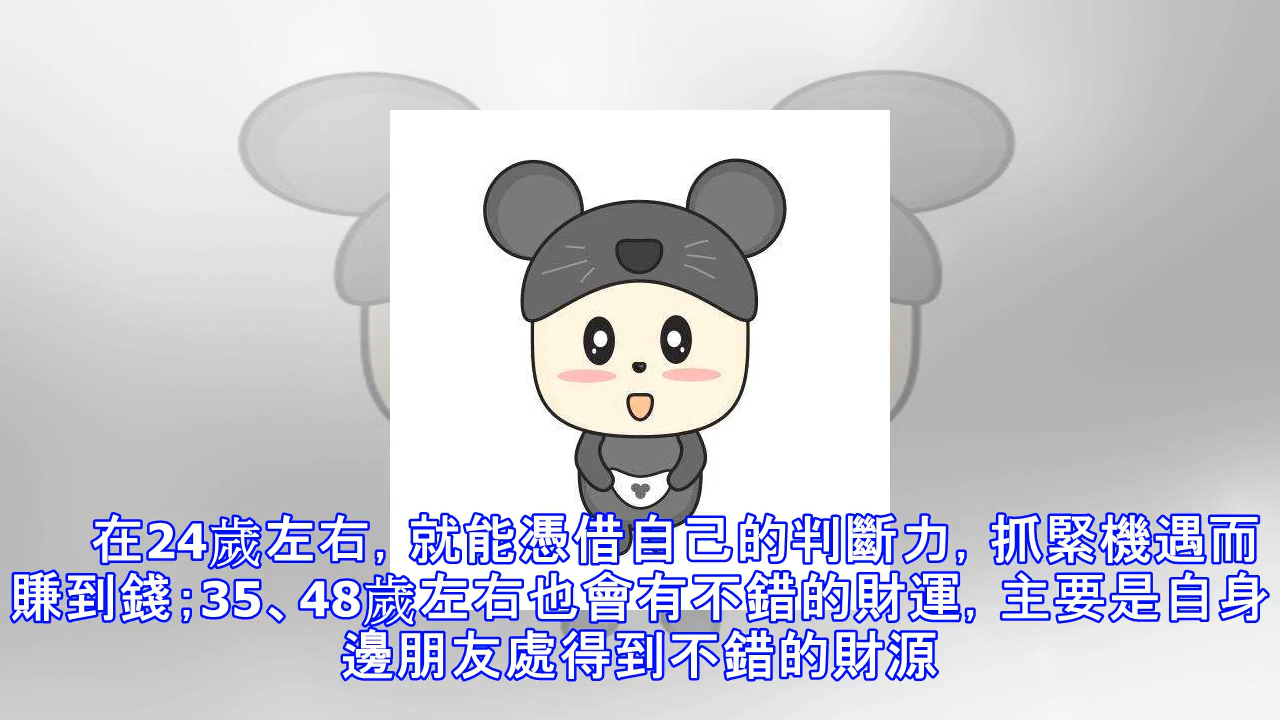 在24歲左右, 就能憑借自己的判斷力, 抓緊機遇而
賺到錢;35、48歲左右也會有不錯的財運, 主要是自身
邊朋友處得到不錯的財源